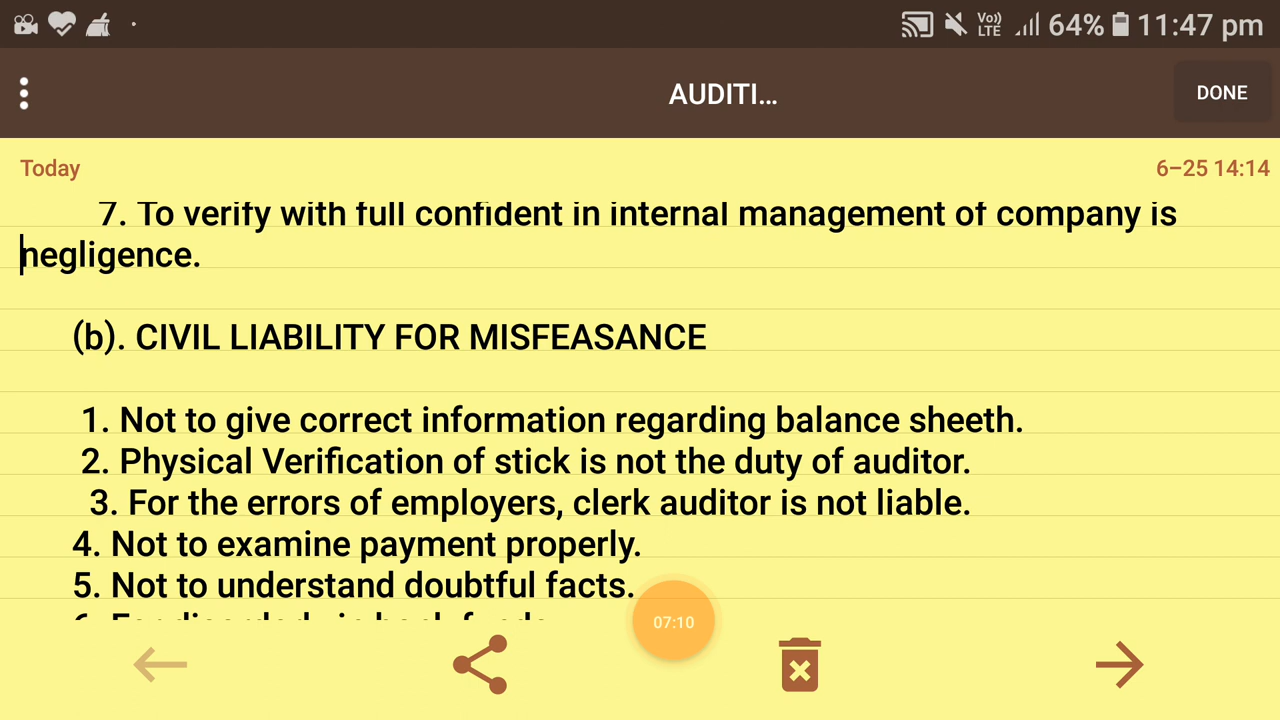 Vo))
LTE
64% 11:47 pm
AUDITI...
DONE
Today
6-25 14:14
7. To verify with full confident in internal management of company is
negligence.
(b). CIVIL LIABILITY FOR MISFEASANCE
1. Not to give correct information regarding balance sheeth.
2. Physical Verification of stick is not the duty of auditor.
3. For the errors of employers, clerk auditor is not liable.
4. Not to examine payment properly.
5. Not to understand doubtful facts.
07:10